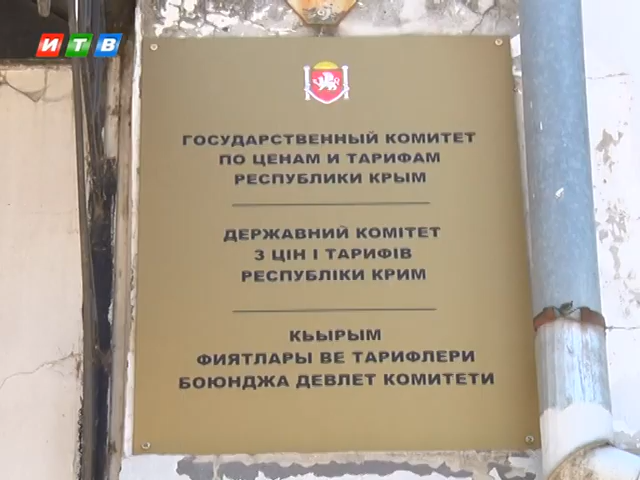 ИТВ
ГОСУДАРСТВЕННЫЙ КОМИТЕТ
ПО ЦЕНАМ И ТАРИФАМ
РЕСПУБЛИКИ КРЫМ
ДЕРЖАВНИЙ КОМІТЕТ
З ЦІН І ТАРИФІВ
РЕСПУБЛІКИ КРИМ
КЬЫРЫМ
ФИЯТЛАРЫ ВЕ ТАРИФЛЕРИ
БОЮНДЖА ДЕВЛЕТ КОМИТЕТИ